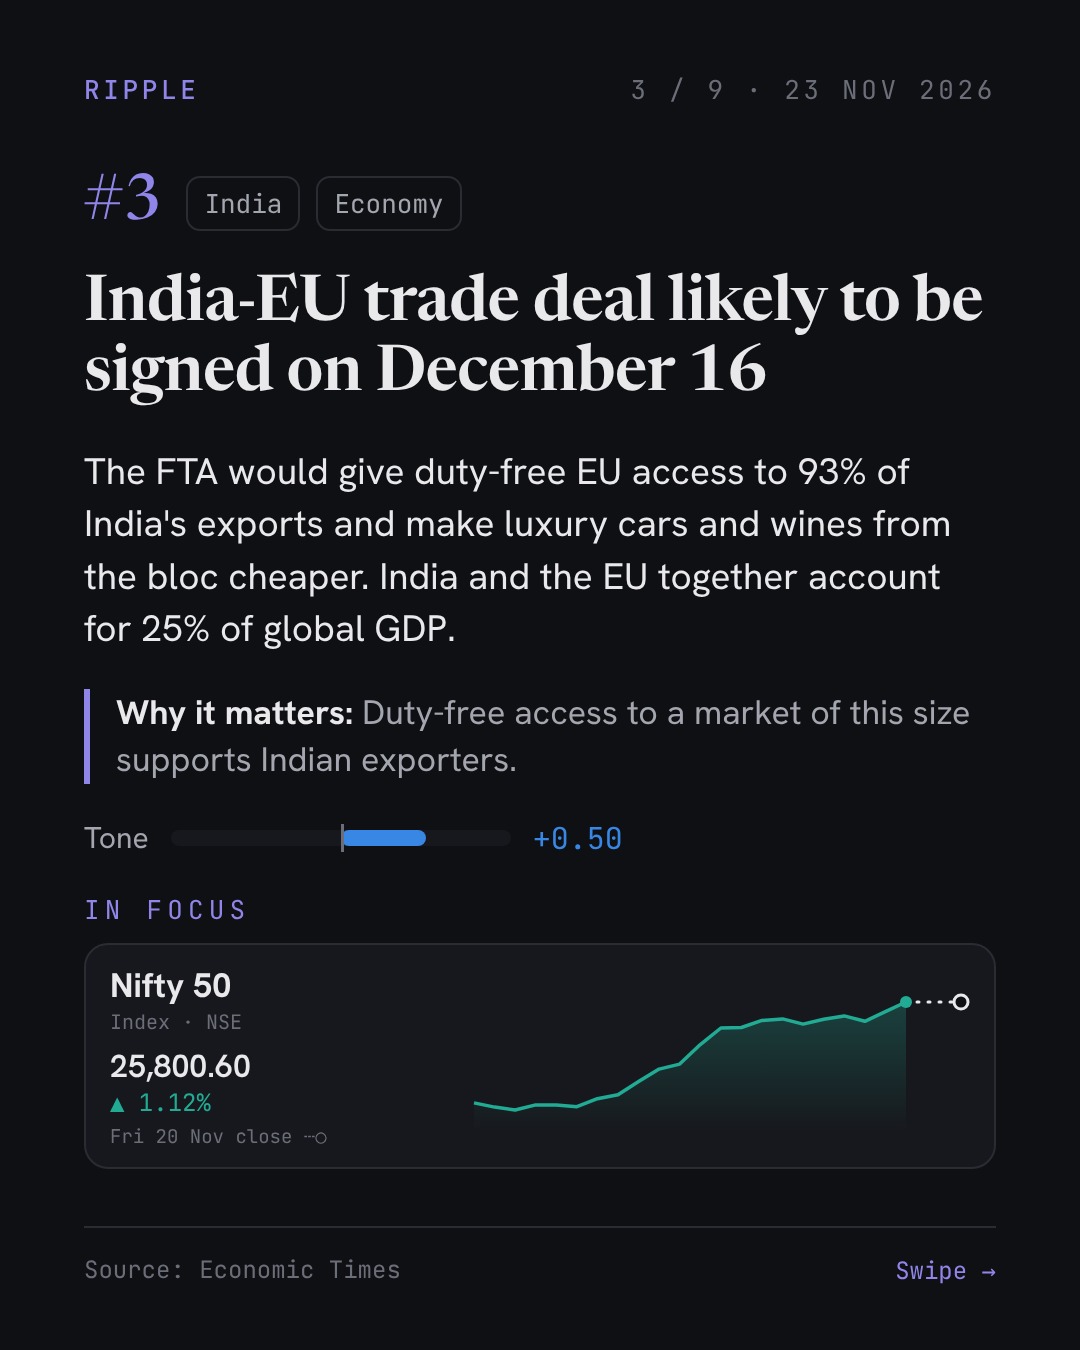 RIPPLE
3 / 9 · 23 NOV 2026
#3
India
Economy
India-EU trade deal likely to be
signed on December 16
The FTA would give duty-free EU access to 93% of
India's exports and make luxury cars and wines from
the bloc cheaper. India and the EU together account
for 25% of global GDP.
Why it matters: Duty-free access to a market of this size
supports Indian exporters.
Tone
+0.50
IN FOCUS
Nifty 50
Index · NSE
25,800.60
▲ 1.12%
Fri 20 Nov close
Source: Economic Times
Swipe →